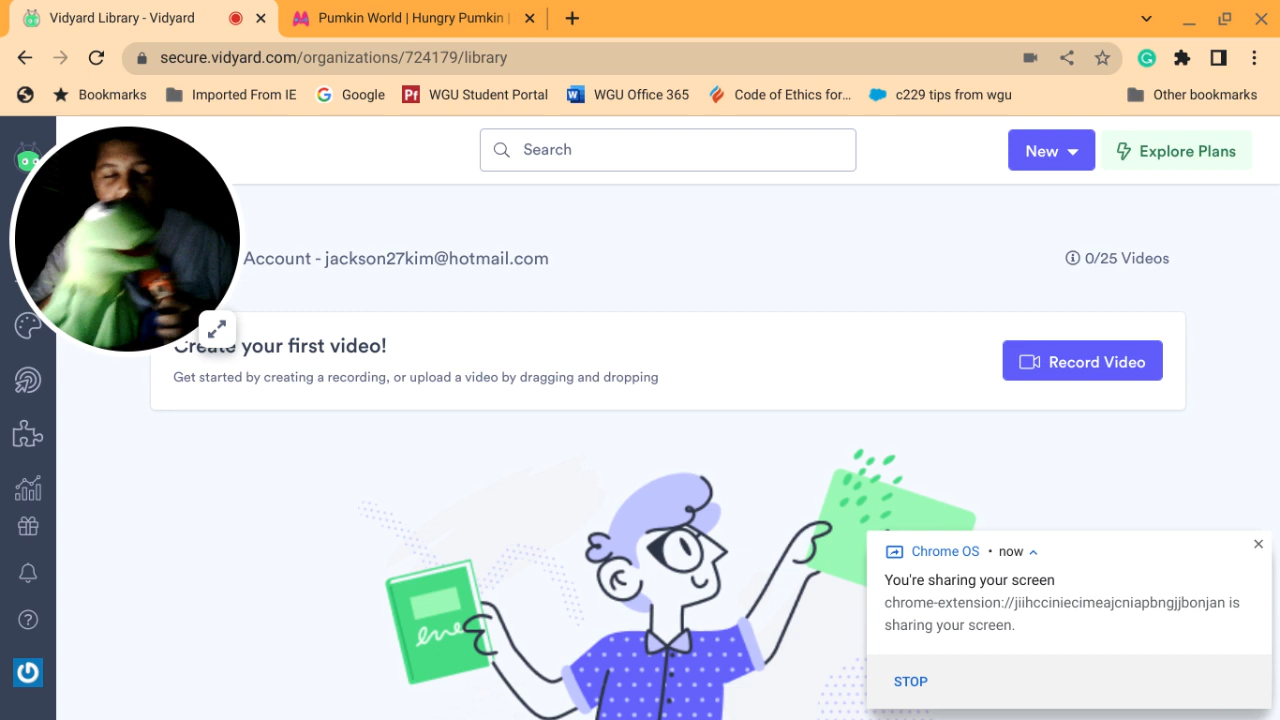 Vidyard Library - Vidyard
Pumkin World | Hungry Pumkin |
secure.vidyard.com/organizations/724179/library
Bookmarks
Imported From IE
Google
Pf WGU Student Portal
WGU Office 365
Code of Ethics for...
c229 tips from wgu
Other bookmarks
Search
New
Explore Plans
Account - jackson27kim@hotmail.com
0/25 Videos
Create your first video!
Get started by creating a recording, or upload a video by dragging and dropping
Record Video
Chrome OS • now
You're sharing your screen
chrome-extension://jiihcciniecimeajcniapbngjjbonjan is
sharing your screen.
STOP